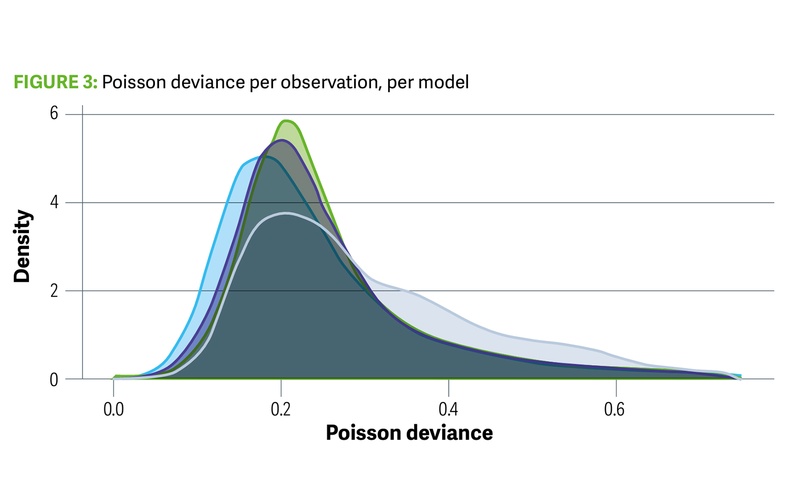 FIGURE 3: Poisson deviance per observation, per model
6
4
2
0
Density
0.0 0.2 0.4 0.6
Poisson deviance